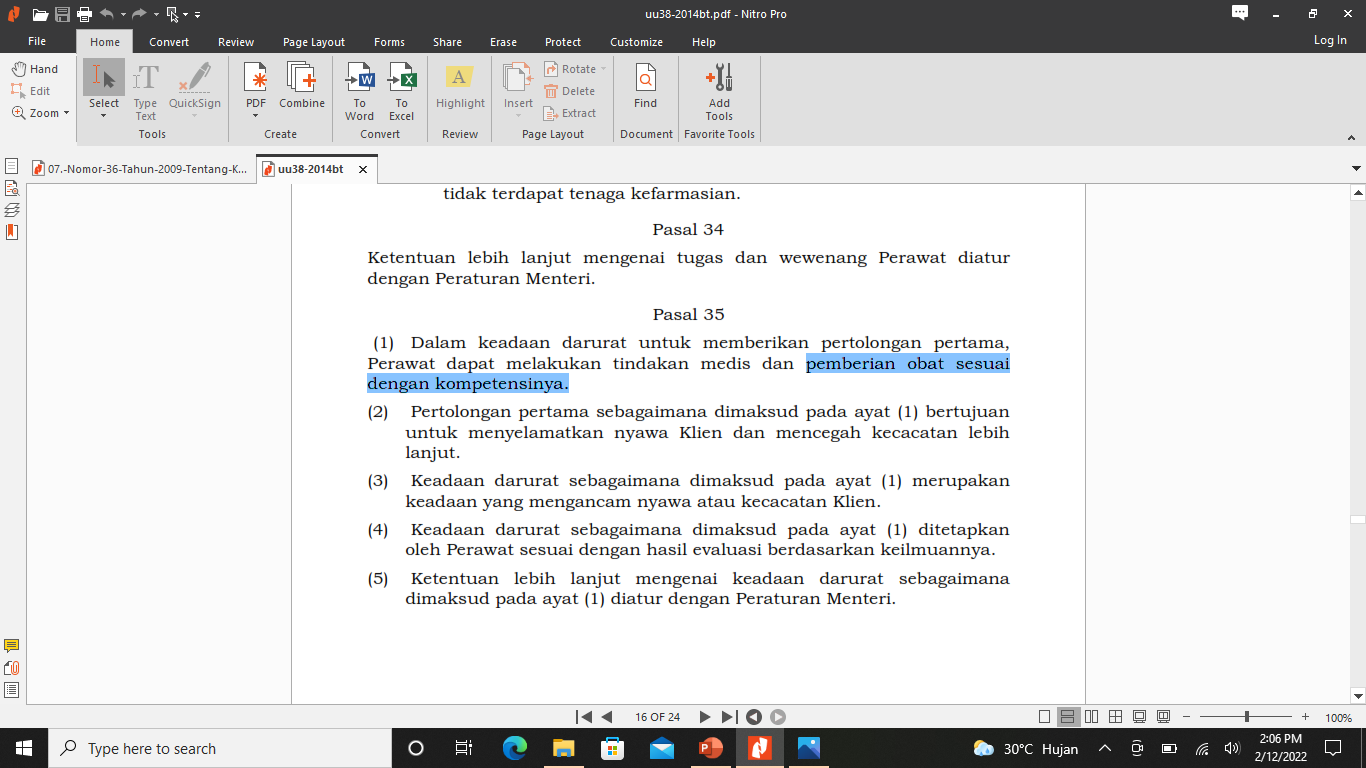 uu38-2014bt.pdf - Nitro Pro
File Home Convert Review Page Layout Forms Share Erase Protect Customize Help Log In
Hand
Edit
Zoom
Select
Type Text
QuickSign
Tools
PDF
Combine
Create
To Word
To Excel
Convert
Highlight
Review
Insert
Rotate
Delete
Extract
Page Layout
Find
Document
Add Tools
Favorite Tools
07.-Nomor-36-Tahun-2009-Tentang-K...
uu38-2014bt
tidak terdapat tenaga kefarmasian.
Pasal 34
Ketentuan lebih lanjut mengenai tugas dan wewenang Perawat diatur
dengan Peraturan Menteri.
Pasal 35
(1) Dalam keadaan darurat untuk memberikan pertolongan pertama,
Perawat dapat melakukan tindakan medis dan pemberian obat sesuai
dengan kompetensinya.
(2) Pertolongan pertama sebagaimana dimaksud pada ayat (1) bertujuan
untuk menyelamatkan nyawa Klien dan mencegah kecacatan lebih
lanjut.
(3) Keadaan darurat sebagaimana dimaksud pada ayat (1) merupakan
keadaan yang mengancam nyawa atau kecacatan Klien.
(4) Keadaan darurat sebagaimana dimaksud pada ayat (1) ditetapkan
oleh Perawat sesuai dengan hasil evaluasi berdasarkan keilmuannya.
(5) Ketentuan lebih lanjut mengenai keadaan darurat sebagaimana
dimaksud pada ayat (1) diatur dengan Peraturan Menteri.
16 OF 24
100%
Type here to search
30°C Hujan
2:06 PM
2/12/2022